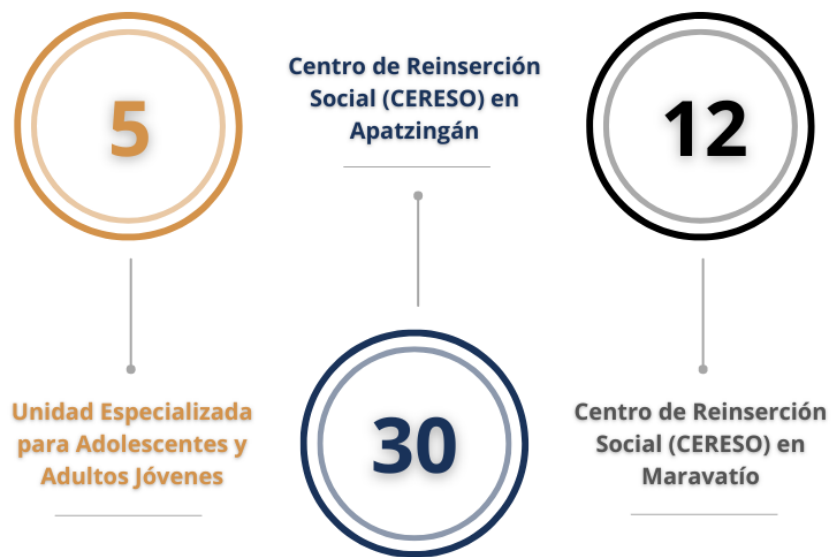 5
Unidad Especializada
para Adolescentes y
Adultos Jóvenes
Centro de Reinserción
Social (CERESO) en
Apatzingán
30
12
Centro de Reinserción
Social (CERESO) en
Maravatío